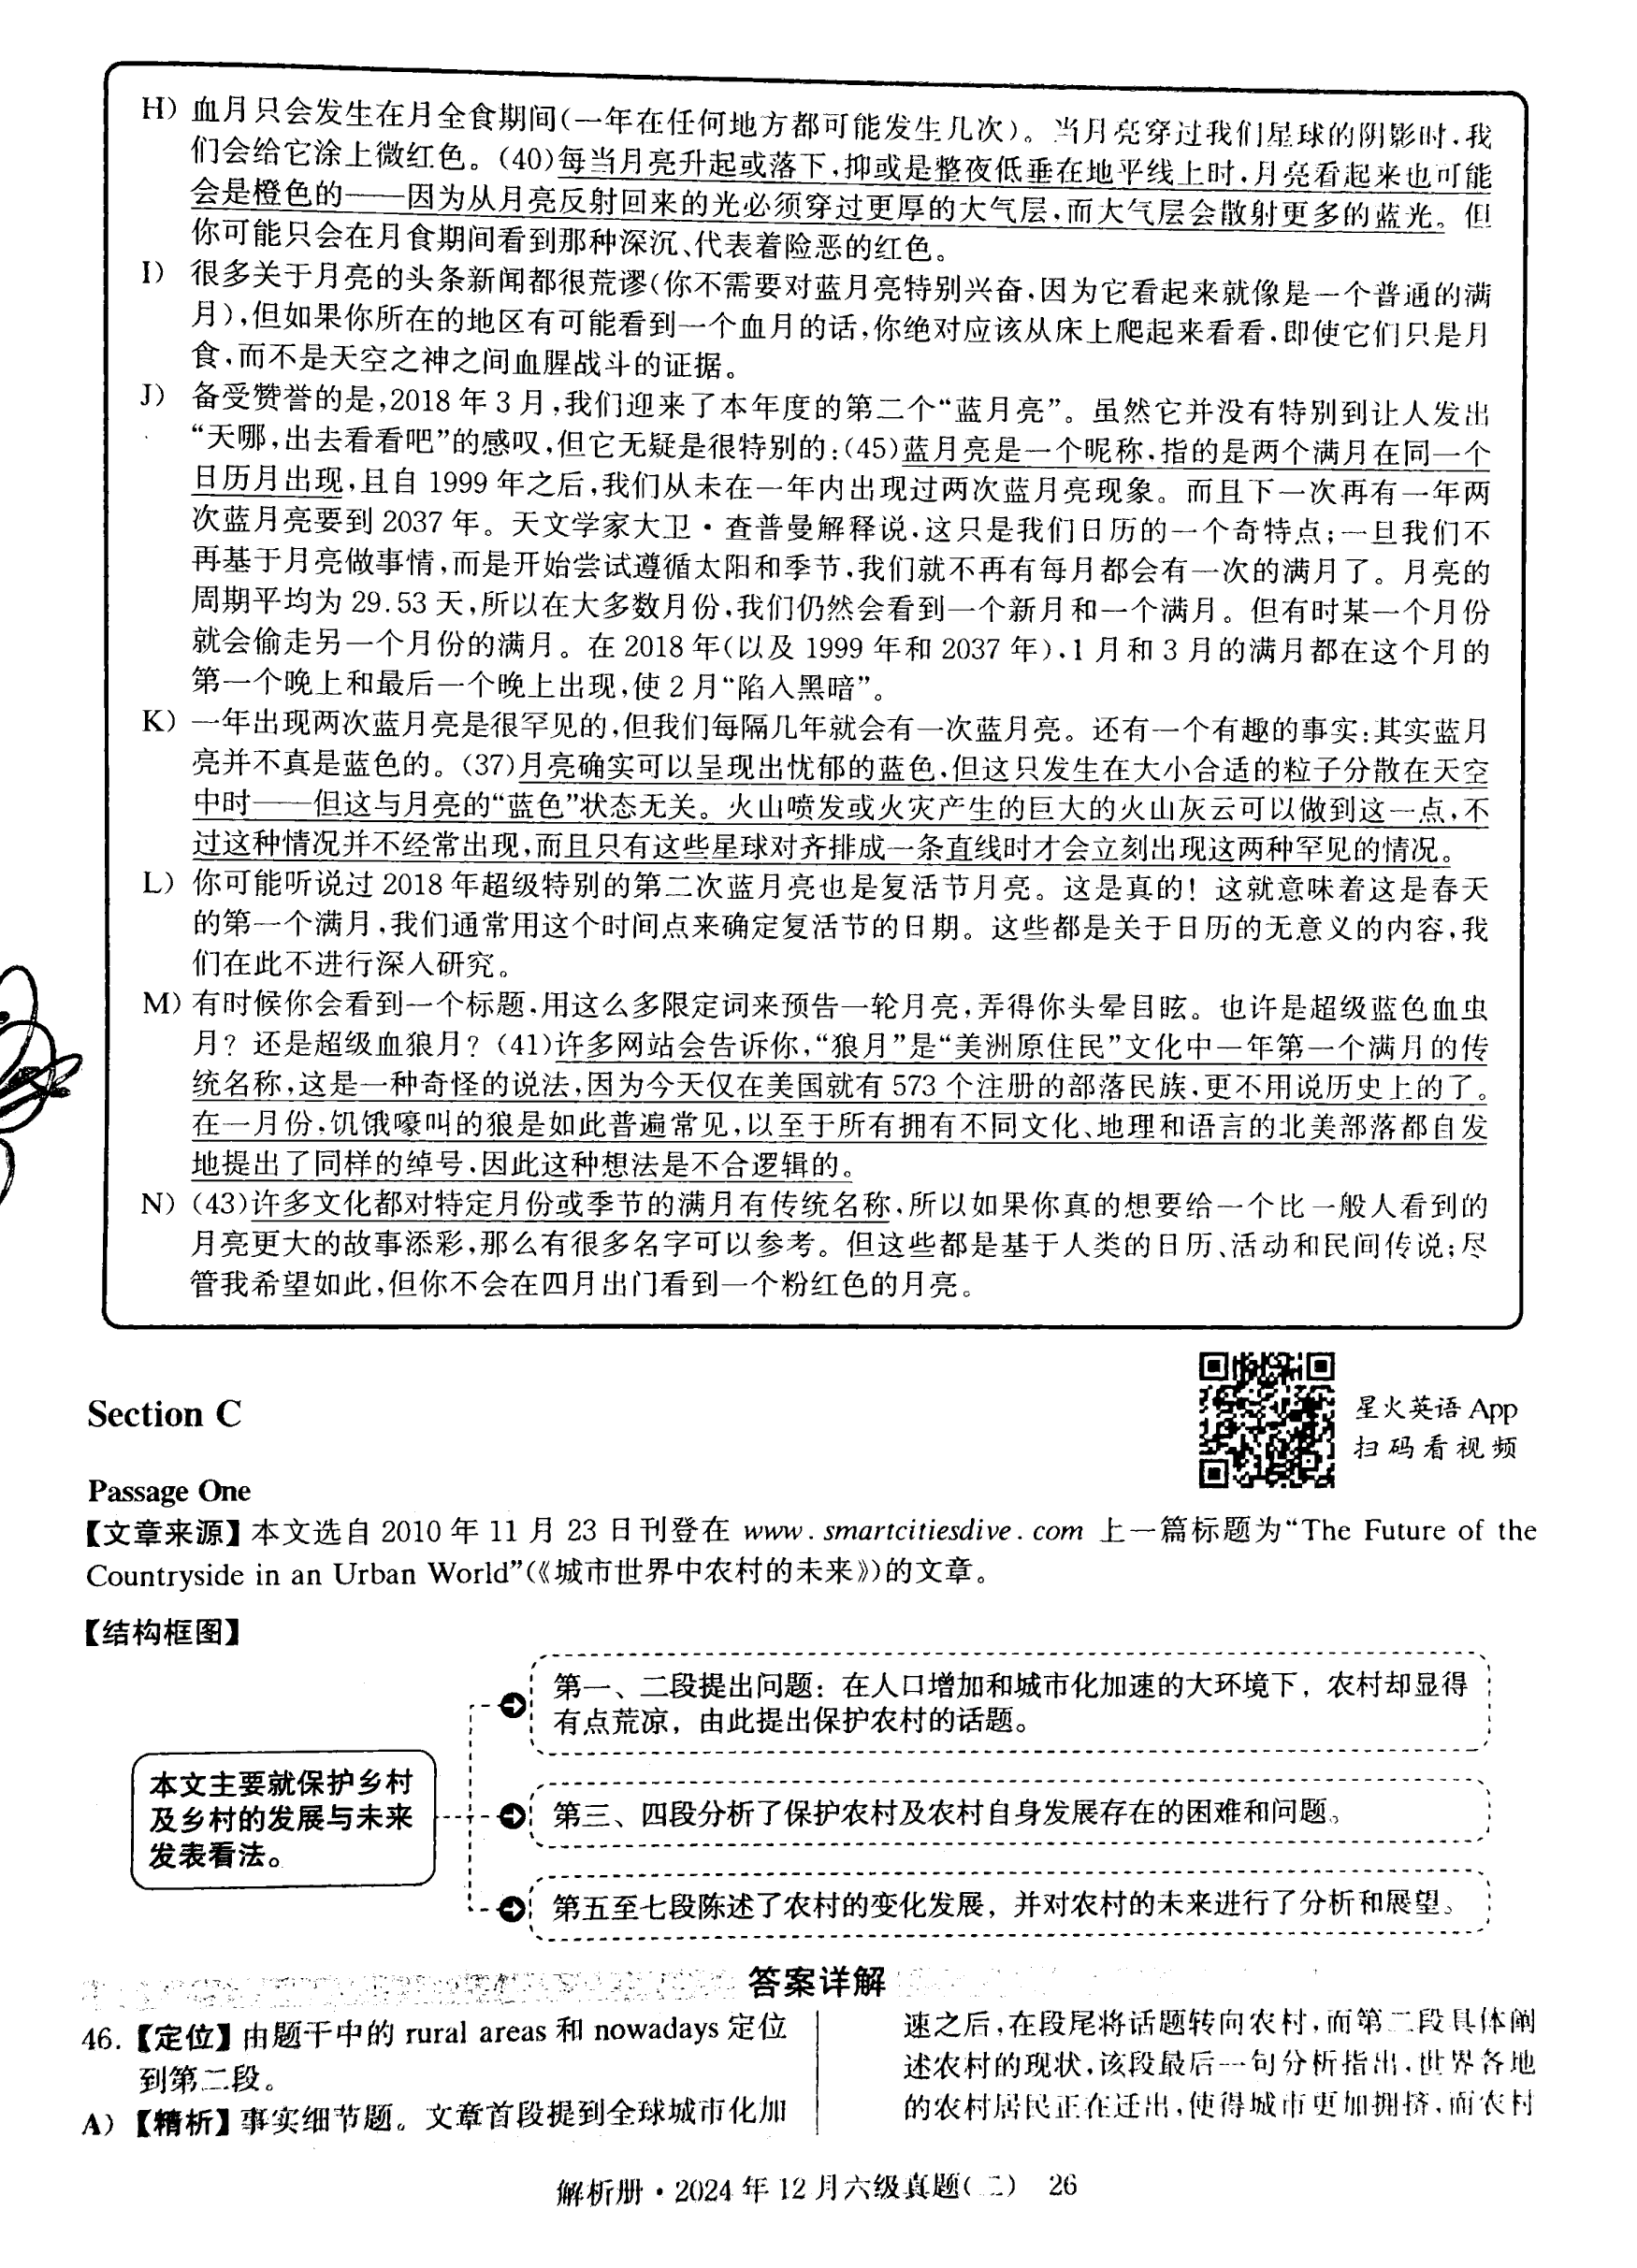 H) 血月只会发生在月全食期间(一年在任何地方都可能发生几次)。当月亮穿过我们星球的阴影时,我
们会给它涂上微红色。(40)每当月亮升起或落下,抑或是整夜低垂在地平线上时,月亮看起来也可能
会是橙色的——因为从月亮反射回来的光必须穿过更厚的大气层,而大气层会散射更多的蓝光。但
你可能只会在月食期间看到那种深沉、代表着险恶的红色。
I) 很多关于月亮的头条新闻都很荒谬(你不需要对蓝月亮特别兴奋,因为它看起来就像是一个普通的满
月),但如果你所在的地区有可能看到一个血月的话,你绝对应该从床上爬起来看看,即使它们只是月
食,而不是天空之神之间血腥战斗的证据。
J) 备受赞誉的是,2018 年 3 月,我们迎来了本年度的第二个“蓝月亮”。虽然它并没有特别到让人发出
“天哪,出去看看吧”的感叹,但它无疑是很特别的:(45)蓝月亮是一个昵称,指的是两个满月在同一个
日历月出现,且自 1999 年之后,我们从未在一年内出现过两次蓝月亮现象。而且下一次再有一年两
次蓝月亮要到 2037 年。天文学家大卫·查普曼解释说,这只是我们日历的一个奇特点;一旦我们不
再基于月亮做事情,而是开始尝试遵循太阳和季节,我们就不再有每月都会有一次的满月了。月亮的
周期平均为 29.53 天,所以在大多数月份,我们仍然会看到一个新月和一个满月。但有时某一个月份
就会偷走另一个月份的满月。在 2018 年(以及 1999 年和 2037 年),1 月和 3 月的满月都在这个月的
第一个晚上和最后一个晚上出现,使 2 月“陷入黑暗”。
K) 一年出现两次蓝月亮是很罕见的,但我们每隔几年就会有一次蓝月亮。还有一个有趣的事实:其实蓝月
亮并不真是蓝色的。(37)月亮确实可以呈现出忧郁的蓝色,但这只发生在大小合适的粒子分散在天空
中时——但这与月亮的“蓝色”状态无关。火山喷发或火灾产生的巨大的火山灰云可以做到这一点,不
过这种情况并不经常出现,而且只有这些星球对齐排成一条直线时才会立刻出现这两种罕见的情况。
L) 你可能听说过 2018 年超级特别的第二次蓝月亮也是复活节月亮。这是真的!这就意味着这是春天
的第一个满月,我们通常用这个时间点来确定复活节的日期。这些都是关于日历的无意义的内容,我
们在此不进行深入研究。
M) 有时候你会看到一个标题,用这么多限定词来预告一轮月亮,弄得你头晕目眩。也许是超级蓝色血虫
月?还是超级血狼月?(41)许多网站会告诉你,“狼月”是“美洲原住民”文化中一年第一个满月的传
统名称,这是一种奇怪的说法,因为今天仅在美国就有 573 个注册的部落民族,更不用说历史上的了。
在一月份,饥饿嚎叫的狼是如此普遍常见,以至于所有拥有不同文化、地理和语言的北美部落都自发
地提出了同样的绰号,因此这种想法是不合逻辑的。
N) (43)许多文化都对特定月份或季节的满月有传统名称,所以如果你真的想要给一个比一般人看到的
月亮更大的故事添彩,那么有很多名字可以参考。但这些都是基于人类的日历、活动和民间传说;尽
管我希望如此,但你不会在四月出门看到一个粉红色的月亮。
Section C
星火英语 App
扫码看视频
Passage One
【文章来源】本文选自 2010 年 11 月 23 日刊登在 www.smartcitiesdive.com 上一篇标题为“The Future of the
Countryside in an Urban World”(《城市世界中农村的未来》)的文章。
【结构框图】
本文主要就保护乡村
及乡村的发展与未来
发表看法。
第一、二段提出问题:在人口增加和城市化加速的大环境下,农村却显得
有点荒凉,由此提出保护农村的话题。
第三、四段分析了保护农村及农村自身发展存在的困难和问题。
第五至七段陈述了农村的变化发展,并对农村的未来进行了分析和展望。
答案详解
46.【定位】由题干中的 rural areas 和 nowadays 定位
到第二段。
A)【精析】事实细节题。文章首段提到全球城市化加
速之后,在段尾将话题转向农村,而第二段具体阐
述农村的现状,该段最后一句分析指出,世界各地
的农村居民正在迁出,使得城市更加拥挤,而农村
解析册·2024 年 12 月六级真题(二) 26